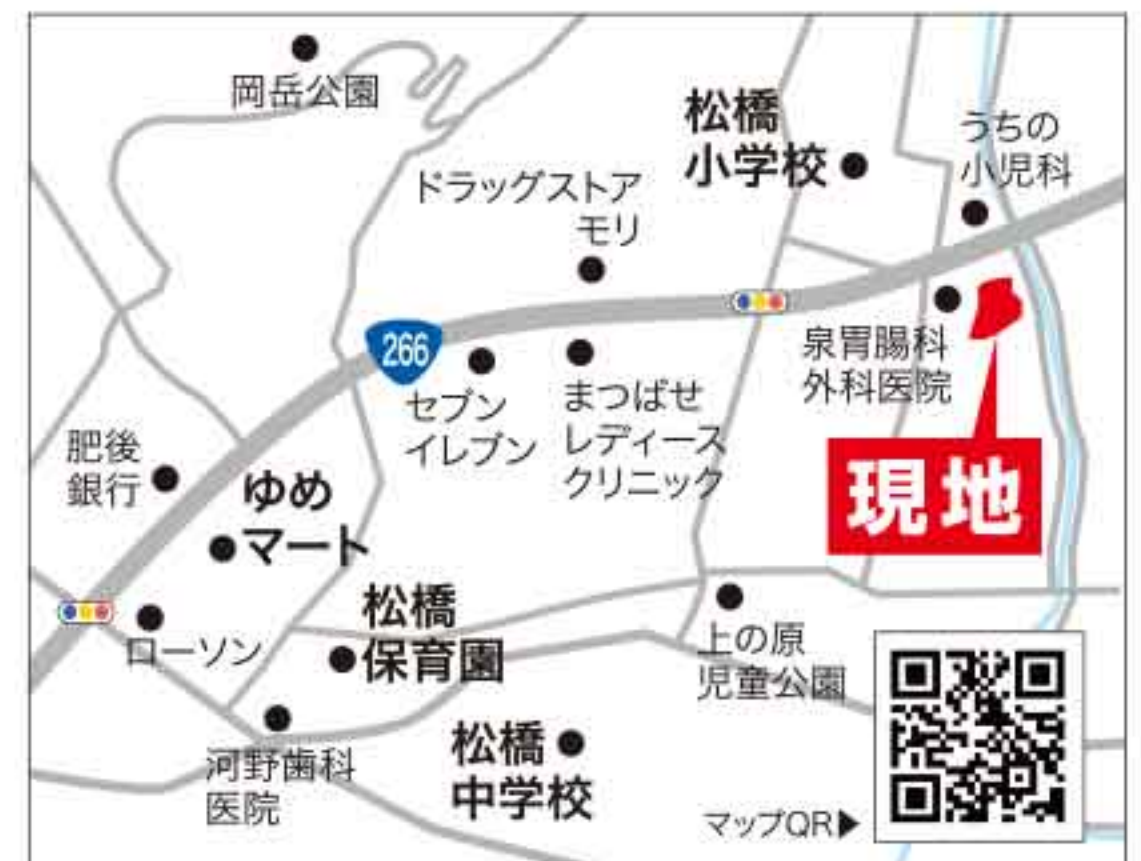 岡岳公園
松橋
小学校
うちの
小児科
ドラッグストア
モリ
266
泉胃腸科
外科医院
セブン
イレブン
まつばせ
レディース
クリニック
現地
肥後
銀行
ゆめ
マート
ローソン
松橋
保育園
上の原
児童公園
河野歯科
医院
松橋
中学校
マップQR▶